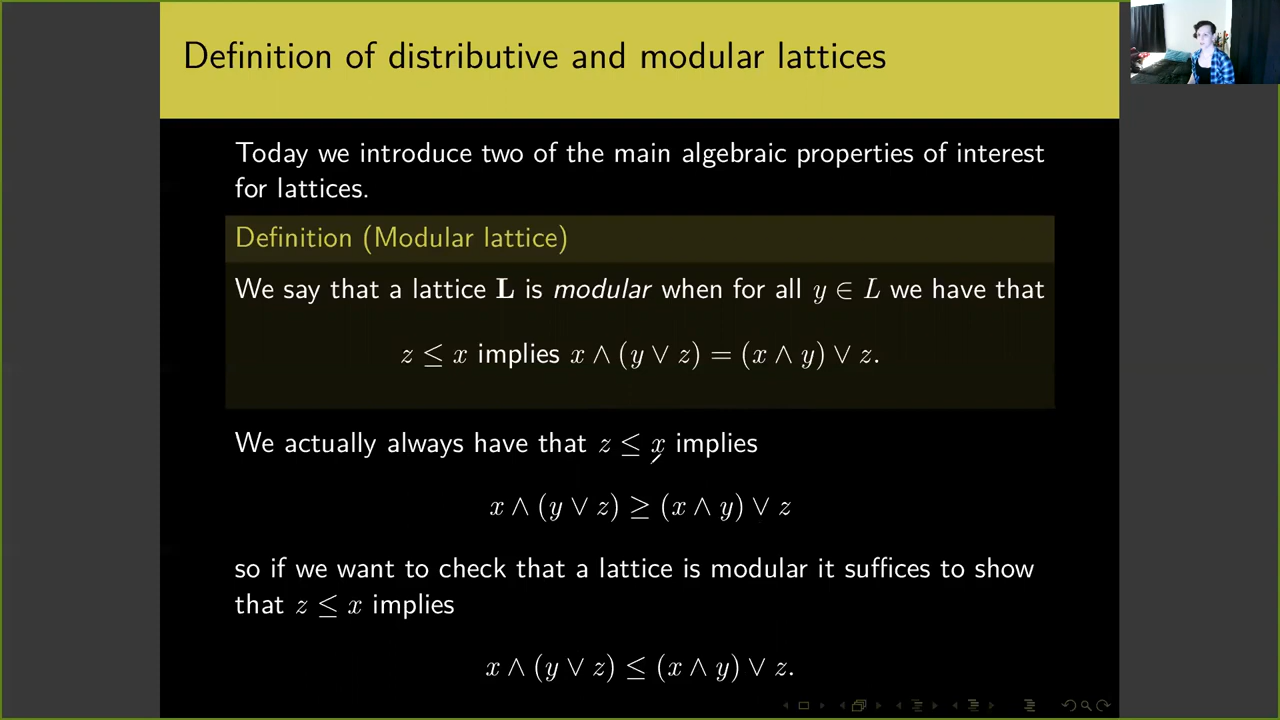 Definition of distributive and modular lattices
Today we introduce two of the main algebraic properties of interest
for lattices.
Definition (Modular lattice)
We say that a lattice L is modular when for all y ∈ L we have that
z ≤ x implies x ∧ (y ∨ z) = (x ∧ y) ∨ z.
We actually always have that z ≤ x implies
x ∧ (y ∨ z) ≥ (x ∧ y) ∨ z
so if we want to check that a lattice is modular it suffices to show
that z ≤ x implies
x ∧ (y ∨ z) ≤ (x ∧ y) ∨ z.